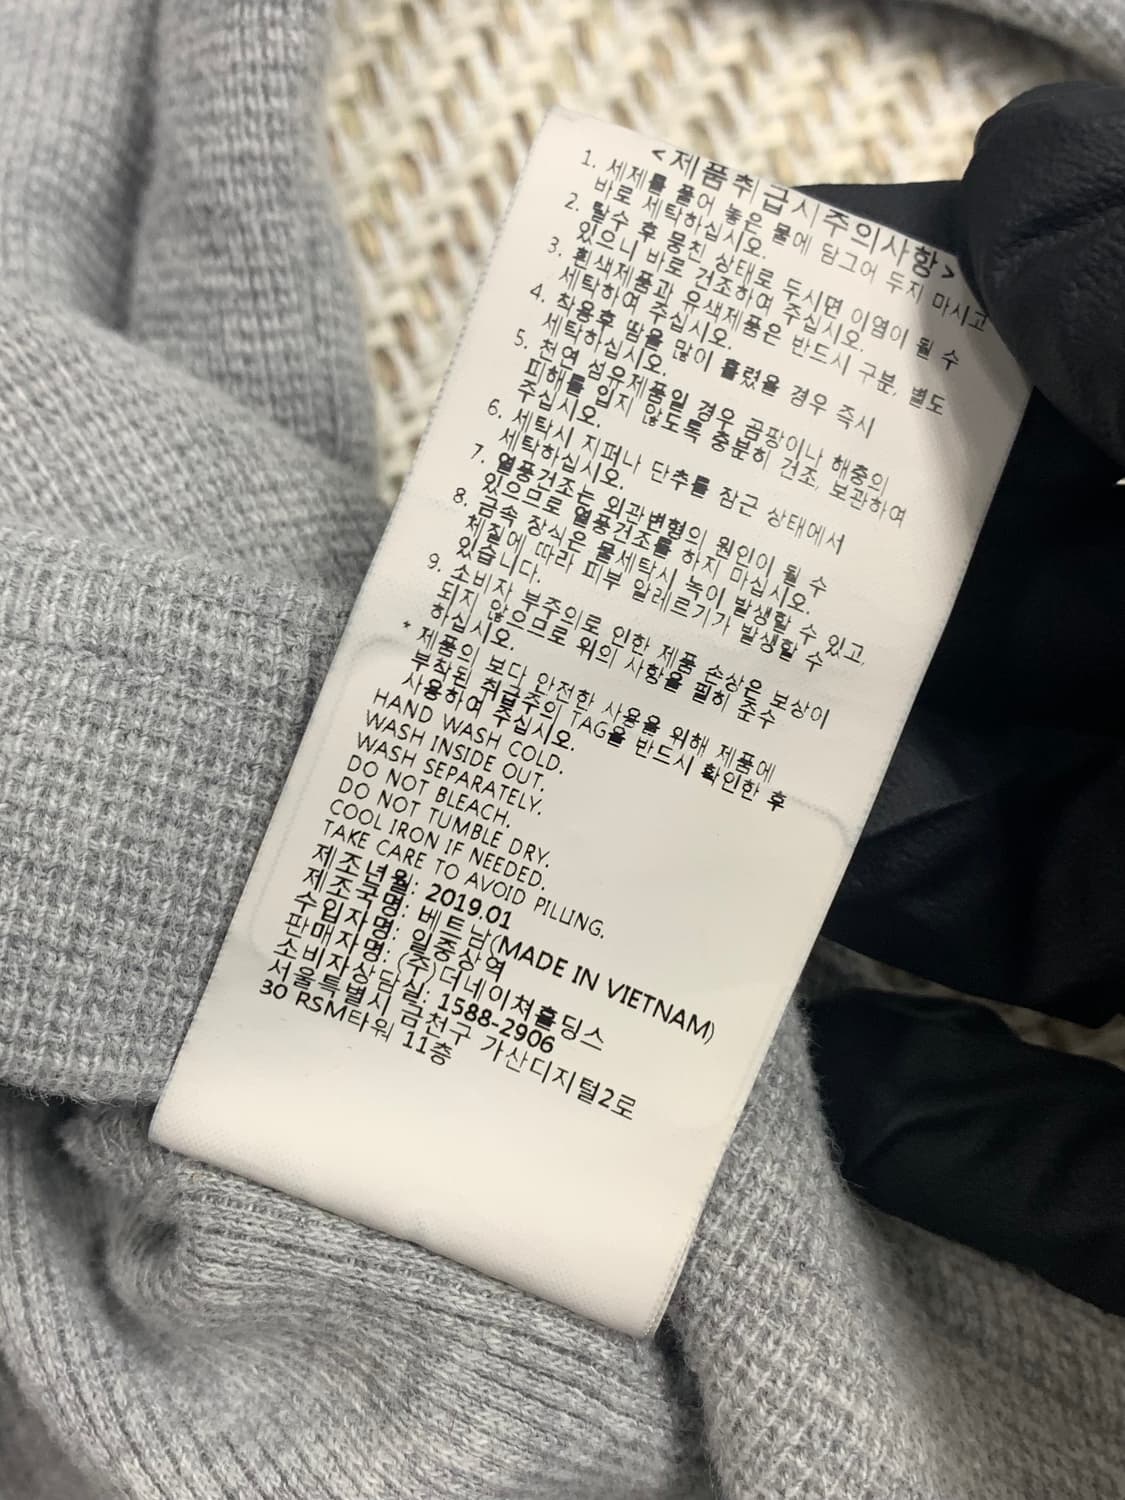 <제품취급시주의사항>
1. 세제를 풀어 놓은 물에 담그어 두지 마시고
바로 세탁하십시오.
2. 탈수 후 뭉친 상태로 두시면 이염이 될 수
있으니 바로 건조하여 주십시오.
3. 흰색제품과 유색제품은 반드시 구분, 별도
세탁하여 주십시오.
4. 착용후 땀을 많이 흘렸을 경우 즉시
세탁하십시오.
5. 천연 섬유제품일 경우 곰팡이나 해충의
피해를 입지 않도록 충분히 건조, 보관하여
주십시오.
6. 세탁시 지퍼나 단추를 잠근 상태에서
세탁하십시오.
7. 열풍건조는 외관변형의 원인이 될 수
있으므로 열풍건조를 하지 마십시오.
8. 금속 장식은 물세탁시 녹이 발생할 수 있고,
체질에 따라 피부 알레르기가 발생할 수
있습니다.
9. 소비자 부주의로 인한 제품 손상은 보상이
되지 않으므로 위의 사항을 필히 준수
하십시오.
* 제품의 보다 안전한 사용을 위해 제품에
부착된 취급주의 TAG을 반드시 확인한 후
사용하여 주십시오.
HAND WASH COLD.
WASH INSIDE OUT.
WASH SEPARATELY.
DO NOT BLEACH.
DO NOT TUMBLE DRY.
COOL IRON IF NEEDED.
TAKE CARE TO AVOID PILLING.
제조년월: 2019.01
제조국명: 베트남(MADE IN VIETNAM)
수입자명: 일중상역
판매자명: (주)더네이쳐홀딩스
소비자상담실: 1588-2906
서울특별시 금천구 가산디지털2로
30 RSM타워 11층